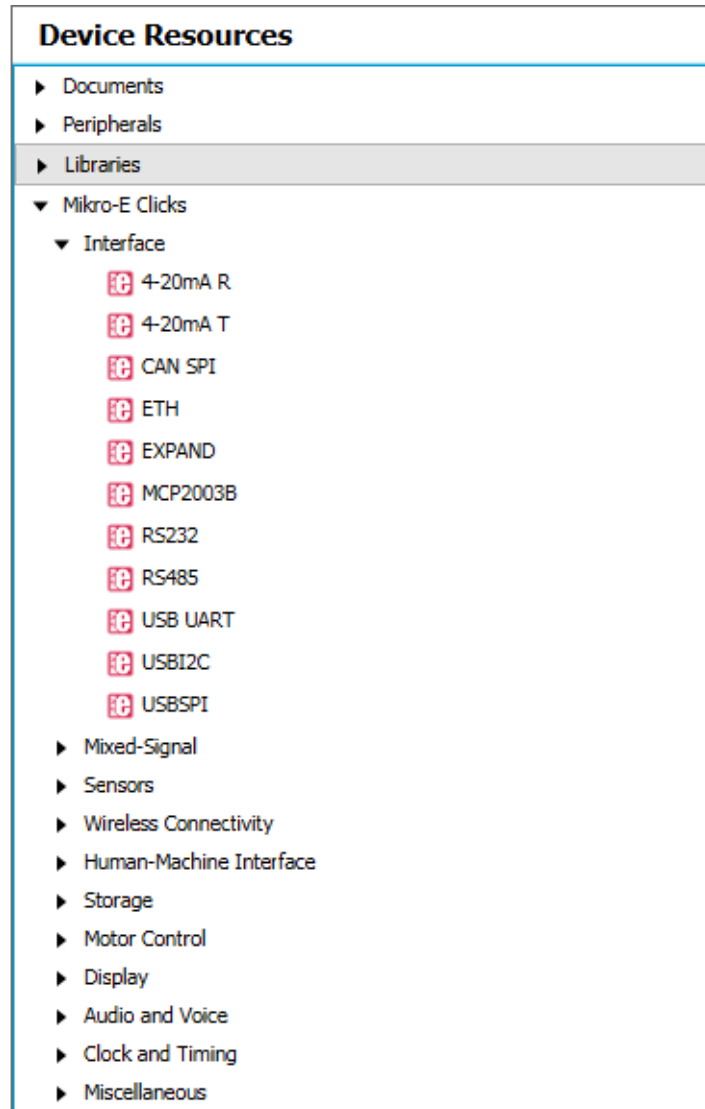 Device Resources
Documents
Peripherals
Libraries
Mikro-E Clicks
Interface
4-20mA R
4-20mA T
CAN SPI
ETH
EXPAND
MCP2003B
RS232
RS485
USB UART
USBI2C
USBSPI
Mixed-Signal
Sensors
Wireless Connectivity
Human-Machine Interface
Storage
Motor Control
Display
Audio and Voice
Clock and Timing
Miscellaneous